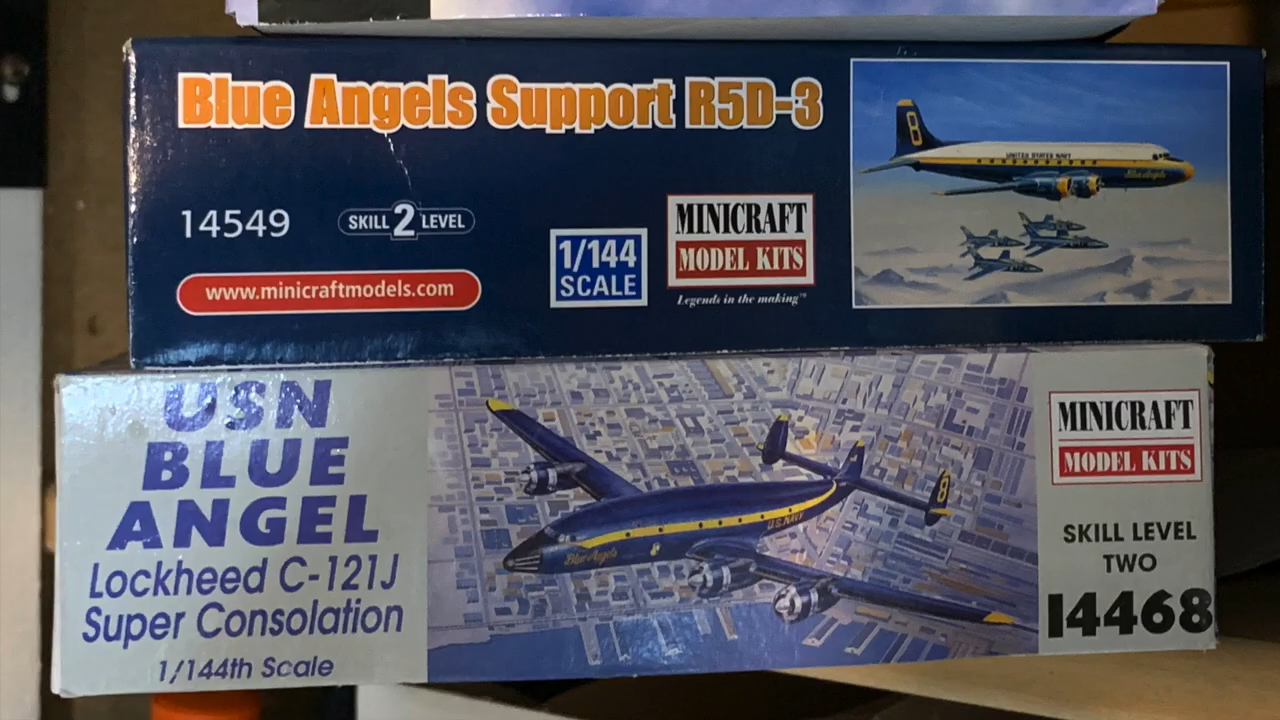 Blue Angels Support R5D-3
14549
SKILL 2 LEVEL
www.minicraftmodels.com
1/144
SCALE
MINICRAFT
MODEL KITS
Legends in the making™
8
UNITED STATES NAVY
Blue Angels
USN
BLUE
ANGEL
Lockheed C-121J
Super Consolation
1/144th Scale
8
U.S. NAVY
Blue Angels
MINICRAFT
MODEL KITS
SKILL LEVEL
TWO
14468